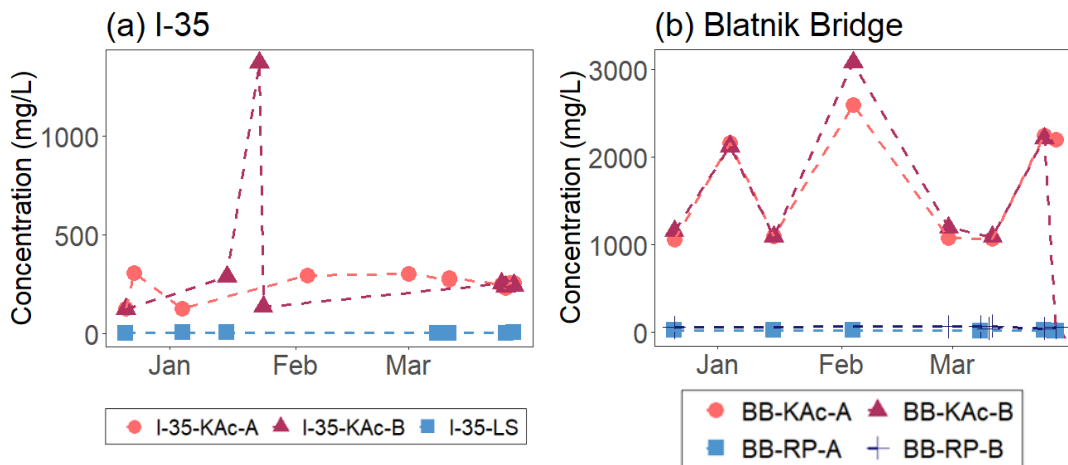 (a) I-35
Concentration (mg/L)
1000
500
0
Jan Feb Mar
I-35-KAc-A I-35-KAc-B I-35-LS
(b) Blatnik Bridge
Concentration (mg/L)
3000
2000
1000
0
Jan Feb Mar
BB-KAc-A BB-KAc-B
BB-RP-A BB-RP-B